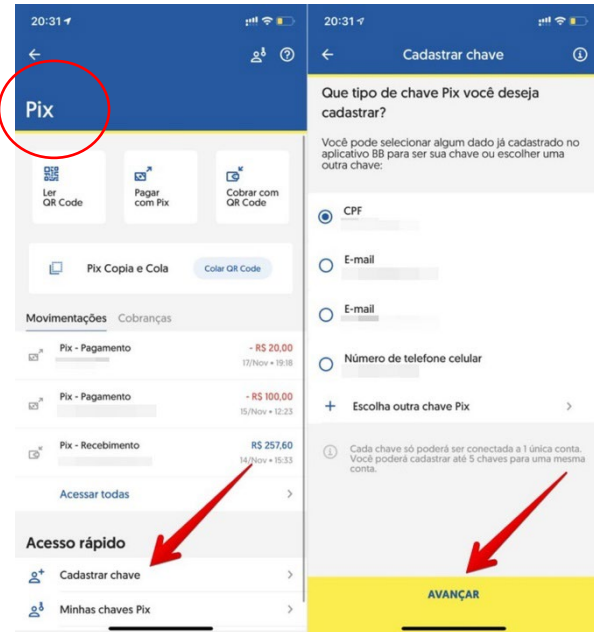 20:31
Pix
Ler
QR Code
Pagar
com Pix
Cobrar com
QR Code
Pix Copia e Cola
Colar QR Code
Movimentações
Cobranças
Pix - Pagamento
- R$ 20,00
17/Nov • 19:18
Pix - Pagamento
- R$ 100,00
15/Nov • 12:23
Pix - Recebimento
R$ 257,60
14/Nov • 15:33
Acessar todas
Acesso rápido
Cadastrar chave
Minhas chaves Pix
20:31
Cadastrar chave
Que tipo de chave Pix você deseja
cadastrar?
Você pode selecionar algum dado já cadastrado no
aplicativo BB para ser sua chave ou escolher uma
outra chave:
CPF
E-mail
E-mail
Número de telefone celular
+ Escolha outra chave Pix
Cada chave só poderá ser conectada a 1 única conta.
Você poderá cadastrar até 5 chaves para uma mesma
conta.
AVANÇAR